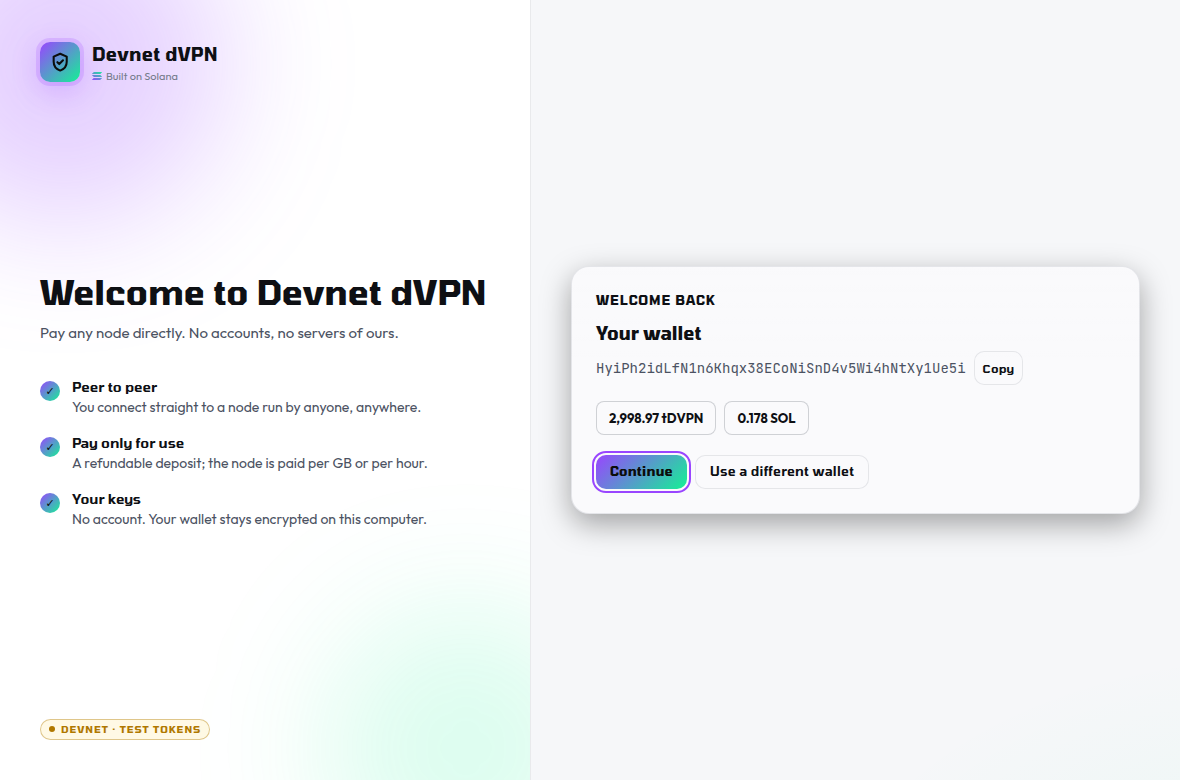 Devnet dVPN
Built on Solana
Welcome to Devnet dVPN
Pay any node directly. No accounts, no servers of ours.
Peer to peer
You connect straight to a node run by anyone, anywhere.
Pay only for use
A refundable deposit; the node is paid per GB or per hour.
Your keys
No account. Your wallet stays encrypted on this computer.
DEVNET · TEST TOKENS
WELCOME BACK
Your wallet
HyiPh2idLfN1n6Khqx38ECoNiSnD4v5Wi4hNtXy1Ue5i Copy
2,998.97 tDVPN 0.178 SOL
Continue Use a different wallet